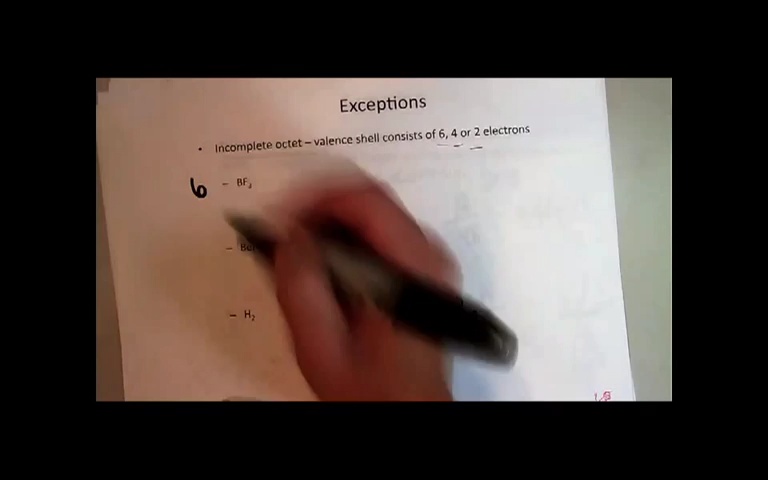 Exceptions
• Incomplete octet – valence shell consists of 6, 4 or 2 electrons
6 – BF₃
–
– H₂